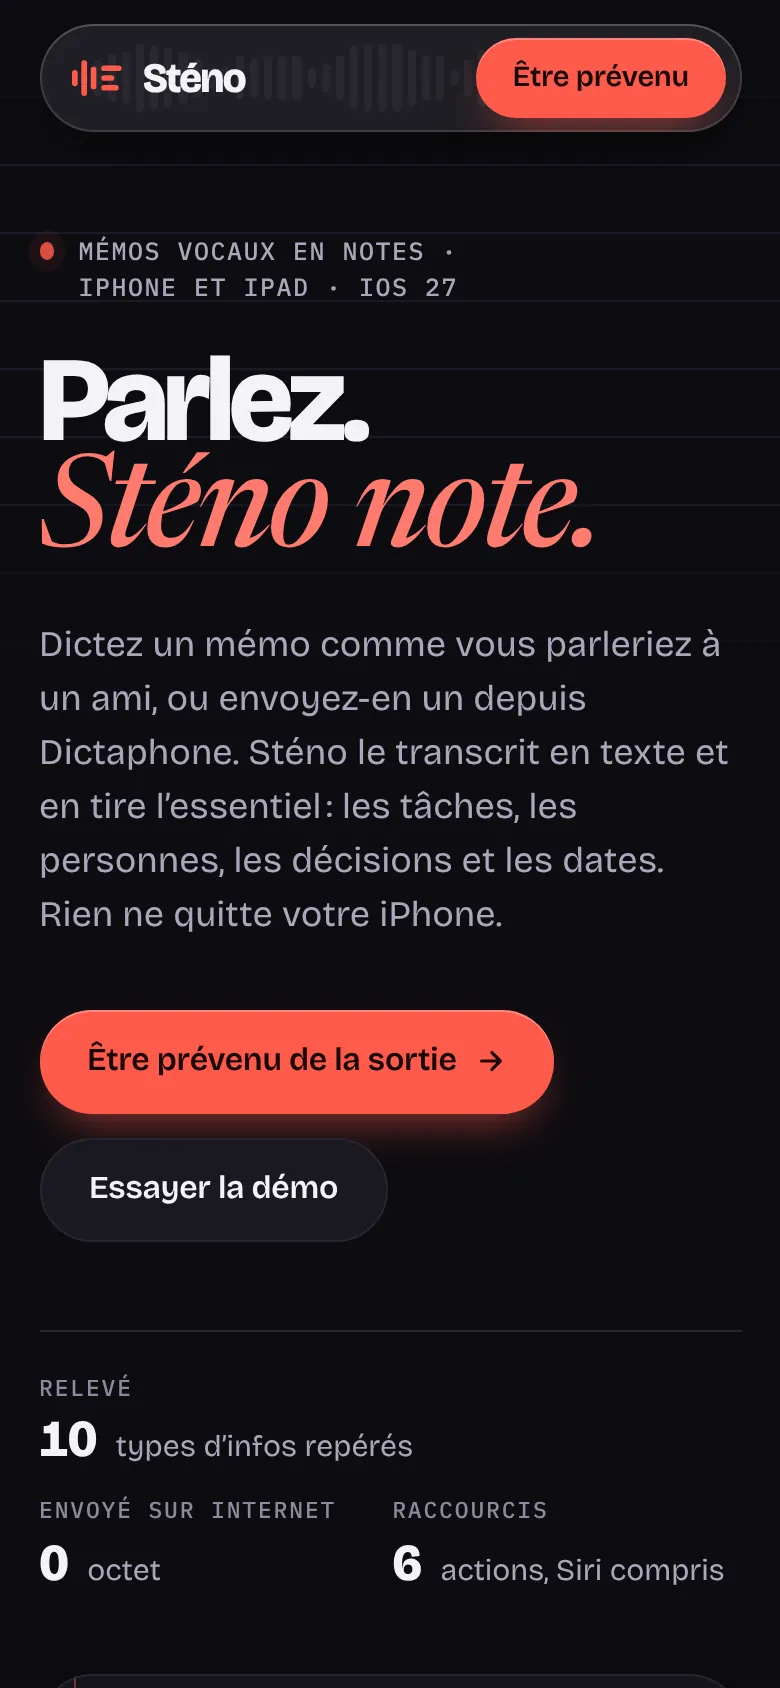 Sténo
Être prévenu
MÉMOS VOCAUX EN NOTES ·
IPHONE ET IPAD · IOS 27
Parlez.
Sténo note.
Dictez un mémo comme vous parleriez à
un ami, ou envoyez-en un depuis
Dictaphone. Sténo le transcrit en texte et
en tire l’essentiel : les tâches, les
personnes, les décisions et les dates.
Rien ne quitte votre iPhone.
Être prévenu de la sortie →
Essayer la démo
RELEVÉ
10 types d’infos repérés
ENVOYÉ SUR INTERNET
0 octet
RACCOURCIS
6 actions, Siri compris